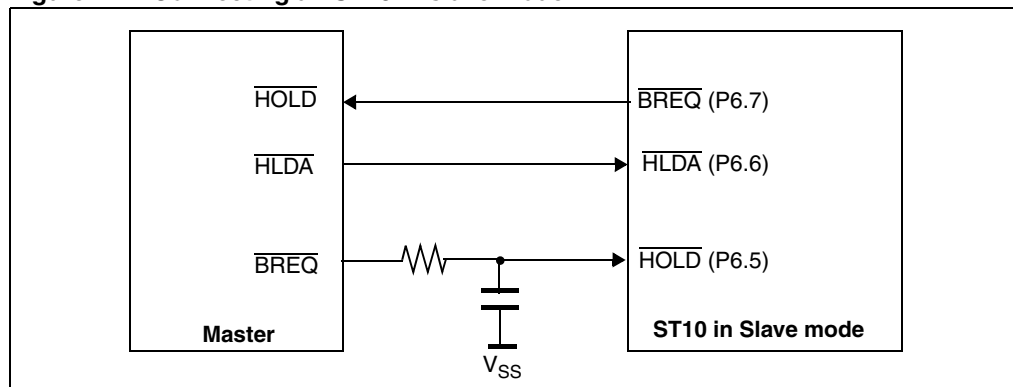 HOLD
BREQ (P6.7)
HLDA
HLDA (P6.6)
BREQ
HOLD (P6.5)
Master
ST10 in Slave mode
VSS